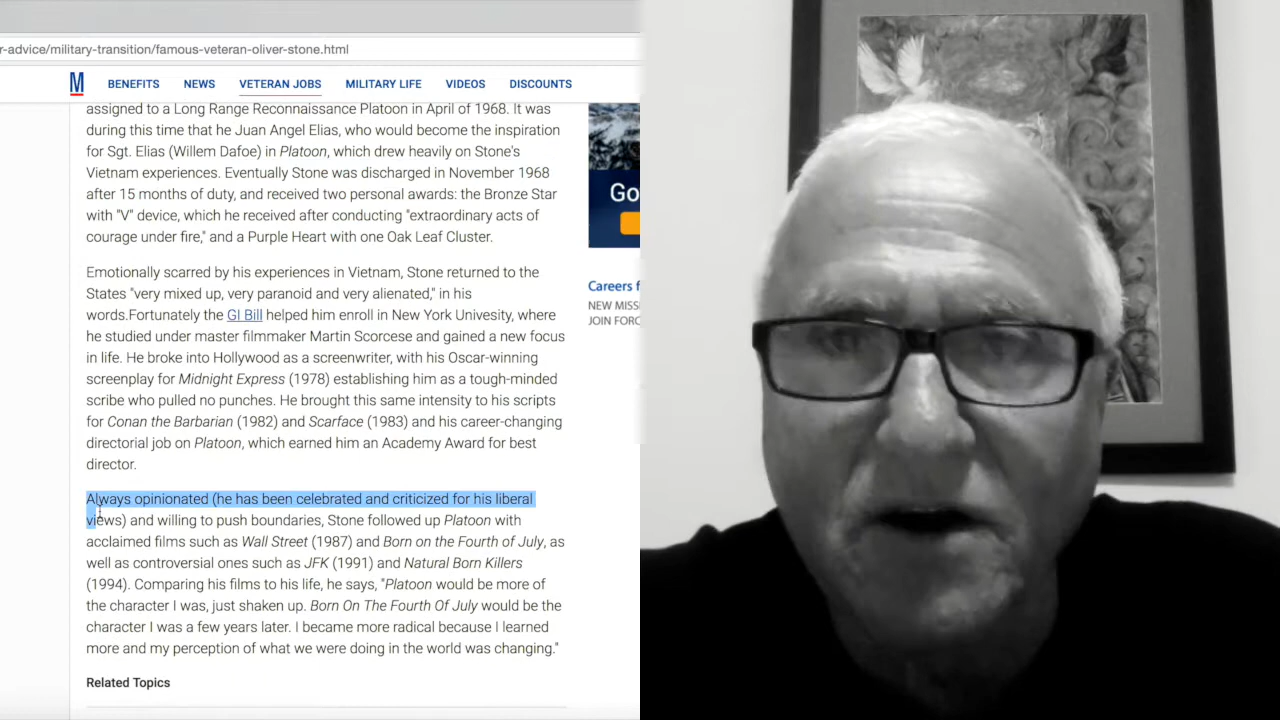 r-advice/military-transition/famous-veteran-oliver-stone.html
M BENEFITS NEWS VETERAN JOBS MILITARY LIFE VIDEOS DISCOUNTS
assigned to a Long Range Reconnaissance Platoon in April of 1968. It was
during this time that he Juan Angel Elias, who would become the inspiration
for Sgt. Elias (Willem Dafoe) in Platoon, which drew heavily on Stone's
Vietnam experiences. Eventually Stone was discharged in November 1968
after 15 months of duty, and received two personal awards: the Bronze Star
with "V" device, which he received after conducting "extraordinary acts of
courage under fire," and a Purple Heart with one Oak Leaf Cluster.
Emotionally scarred by his experiences in Vietnam, Stone returned to the
States "very mixed up, very paranoid and very alienated," in his
words.Fortunately the GI Bill helped him enroll in New York Univesity, where
he studied under master filmmaker Martin Scorcese and gained a new focus
in life. He broke into Hollywood as a screenwriter, with his Oscar-winning
screenplay for Midnight Express (1978) establishing him as a tough-minded
scribe who pulled no punches. He brought this same intensity to his scripts
for Conan the Barbarian (1982) and Scarface (1983) and his career-changing
directorial job on Platoon, which earned him an Academy Award for best
director.
Always opinionated (he has been celebrated and criticized for his liberal
views) and willing to push boundaries, Stone followed up Platoon with
acclaimed films such as Wall Street (1987) and Born on the Fourth of July, as
well as controversial ones such as JFK (1991) and Natural Born Killers
(1994). Comparing his films to his life, he says, "Platoon would be more of
the character I was, just shaken up. Born On The Fourth Of July would be the
character I was a few years later. I became more radical because I learned
more and my perception of what we were doing in the world was changing."
Related Topics
Go
Careers f
NEW MISS
JOIN FORC